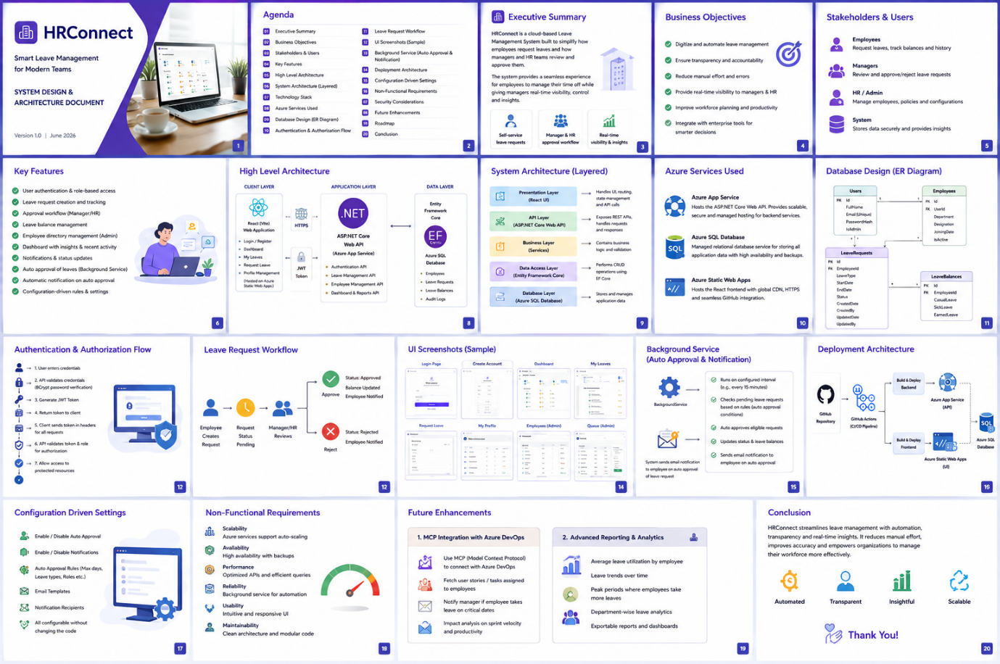 HRConnect
Smart Leave Management
for Modern Teams
SYSTEM DESIGN &
ARCHITECTURE DOCUMENT
Version 1.0 | June 2026
1
Agenda
01 Executive Summary
02 Business Objectives
03 Stakeholders & Users
04 Key Features
05 High Level Architecture
06 System Architecture (Layered)
07 Technology Stack
08 Azure Services Used
09 Database Design (ER Diagram)
10 Authentication & Authorization Flow
11 Leave Request Workflow
12 UI Screenshots (Sample)
13 Background Service (Auto Approval &
Notification)
14 Deployment Architecture
15 Configuration Driven Settings
16 Non-Functional Requirements
17 Security Considerations
18 Future Enhancements
19 Roadmap
20 Conclusion
2
Executive Summary
HRConnect is a cloud-based Leave
Management System built to simplify how
employees request leaves and how
managers and HR teams review and
approve them.
The system provides a seamless experience
for employees to manage their time off while
giving managers real-time visibility, control
and insights.
Self-service
leave requests
Manager & HR
approval workflow
Real-time
visibility & insights
3
Business Objectives
Digitize and automate leave management
Ensure transparency and accountability
Reduce manual effort and errors
Provide real-time visibility to managers & HR
Improve workforce planning and productivity
Integrate with enterprise tools for
smarter decisions
4
Stakeholders & Users
Employees
Request leaves, track balances and history
Managers
Review and approve/reject leave requests
HR / Admin
Manage employees, policies and configurations
System
Stores data securely and provides insights
5
Key Features
User authentication & role-based access
Leave request creation and tracking
Approval workflow (Manager/HR)
Leave balance management
Employee directory management (Admin)
Dashboard with insights & recent activity
Notifications & status updates
Auto approval of leaves (Background Service)
Automatic notification on auto approval
Configuration-driven rules & settings
6
High Level Architecture
CLIENT LAYER
React (Vite)
Web Application
Login / Register
Dashboard
My Leaves
Request Leave
Profile Management
(Hosted on Azure
Static Web Apps)
HTTPS
JWT
Token
APPLICATION LAYER
.NET
ASP.NET Core
Web API
(Azure App Service)
Authentication API
Leave Management API
Employee Management API
Dashboard & Reports API
DATA LAYER
Entity
Framework
Core
EF
Azure SQL
Database
Employees
Leave Requests
Leave Balances
Audit Logs
8
System Architecture (Layered)
Presentation Layer
(React UI)
Handles UI, routing,
state management
and API calls
API Layer
(ASP.NET Core Web API)
Exposes REST APIs,
handles requests
and responses
Business Layer
(Services)
Contains business
logic and validation
Data Access Layer
(Entity Framework Core)
Performs CRUD
operations using
EF Core
Database Layer
(Azure SQL Database)
Stores and manages
application data
9
Azure Services Used
Azure App Service
Hosts the ASP.NET Core Web API. Provides scalable,
secure and managed hosting for backend services.
SQL
Azure SQL Database
Managed relational database service for storing all
application data with high availability and backups.
Azure Static Web Apps
Hosts the React frontend with global CDN, HTTPS
and seamless GitHub integration.
10
Database Design (ER Diagram)
Users
PK Id
FullName
Email (Unique)
PasswordHash
IsAdmin
Employees
PK Id
FK UserId
Department
Designation
JoiningDate
IsActive
LeaveRequests
PK Id
FK EmployeeId
LeaveType
StartDate
EndDate
Status
CreatedDate
CreatedBy
UpdatedDate
UpdatedBy
LeaveBalances
PK Id
FK EmployeeId
CasualLeave
SickLeave
EarnedLeave
11
Authentication & Authorization Flow
1. User enters credentials
2. API validates credentials
(BCrypt password verification)
3. Generate JWT Token
4. Return token to client
5. Client sends token in headers
for all requests
6. API validates token & role
for authorization
7. Allow access to
protected resources
12
Leave Request Workflow
Employee
Creates
Request
Request
Status
Pending
Manager/HR
Reviews
Approve
Status: Approved
Balance Updated
Employee Notified
Reject
Status: Rejected
Employee Notified
12
UI Screenshots (Sample)
Login Page
Create Account
Dashboard
My Leaves
Request Leave
My Profile
Employees (Admin)
Queue (Admin)
14
Background Service
(Auto Approval & Notification)
BackgroundService
System sends email notification
to employee on auto approval
of leave request
Runs on configured interval
(e.g., every 15 minutes)
Checks pending leave requests
based on rules (auto approval
conditions)
Auto approves eligible requests
Updates status & leave balances
Sends email notification to
employee on auto approval
15
Deployment Architecture
GitHub
Repository
GitHub Actions
(CI/CD Pipeline)
Build & Deploy
Backend
Azure App Service
(API)
Build & Deploy
Frontend
Azure Static Web Apps
(UI)
SQL
Azure SQL
Database
16
Configuration Driven Settings
Enable / Disable Auto Approval
Enable / Disable Notifications
Auto Approval Rules (Max days,
Leave types, Roles etc.)
Email Templates
Notification Recipients
All configurable without
changing the code
17
Non-Functional Requirements
Scalability
Azure services support auto-scaling
Availability
High availability with backups
Performance
Optimized APIs and efficient queries
Reliability
Background service for automation
Usability
Intuitive and responsive UI
Maintainability
Clean architecture and modular code
18
Future Enhancements
1. MCP Integration with Azure DevOps
Use MCP (Model Context Protocol)
to connect with Azure DevOps
Fetch user stories / tasks assigned
to employees
Notify manager if employee takes
leave on critical dates
Impact analysis on sprint velocity
and productivity
2. Advanced Reporting & Analytics
Average leave utilization by employee
Leave trends over time
Peak periods where employees take
more leaves
Department-wise leave analytics
Exportable reports and dashboards
19
Conclusion
HRConnect streamlines leave management with automation,
transparency and real-time insights. It reduces manual effort,
improves accuracy and empowers organizations to manage
their workforce more effectively.
Automated
Transparent
Insightful
Scalable
Thank You!
20